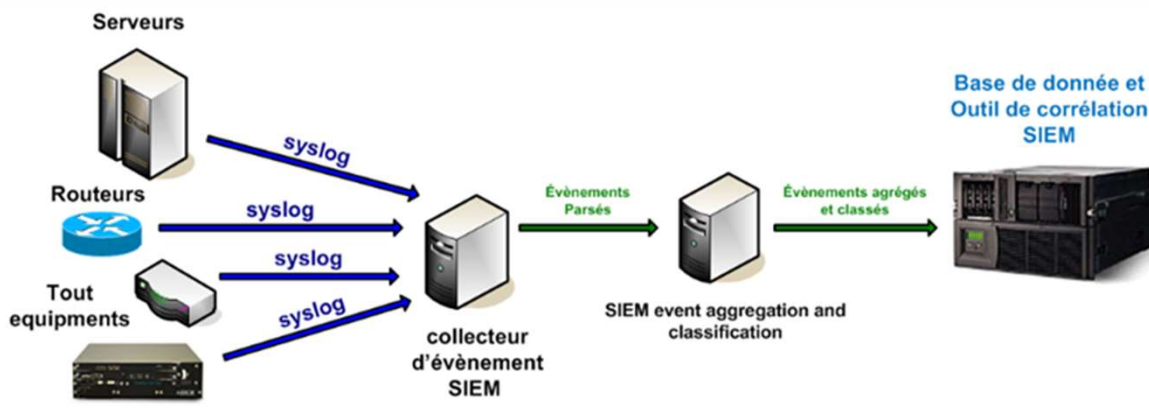 Serveurs
Base de donnée et
Outil de corrélation
SIEM
syslog
Routeurs
syslog
Évènements
Parsés
Évènements agrégés
et classés
syslog
Tout
equipments
syslog
SIEM event aggregation and
classification
collecteur
d'évènement
SIEM